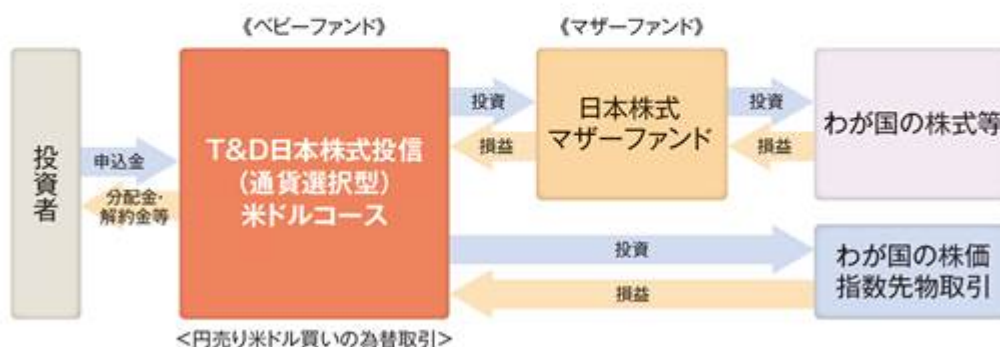 《ベビーファンド》
《マザーファンド》
投資者
申込金
分配金・
解約金等
T&D日本株式投信
(通貨選択型)
米ドルコース
投資
損益
日本株式
マザーファンド
投資
損益
わが国の株式等
投資
損益
わが国の株価
指数先物取引
<円売り米ドル買いの為替取引>